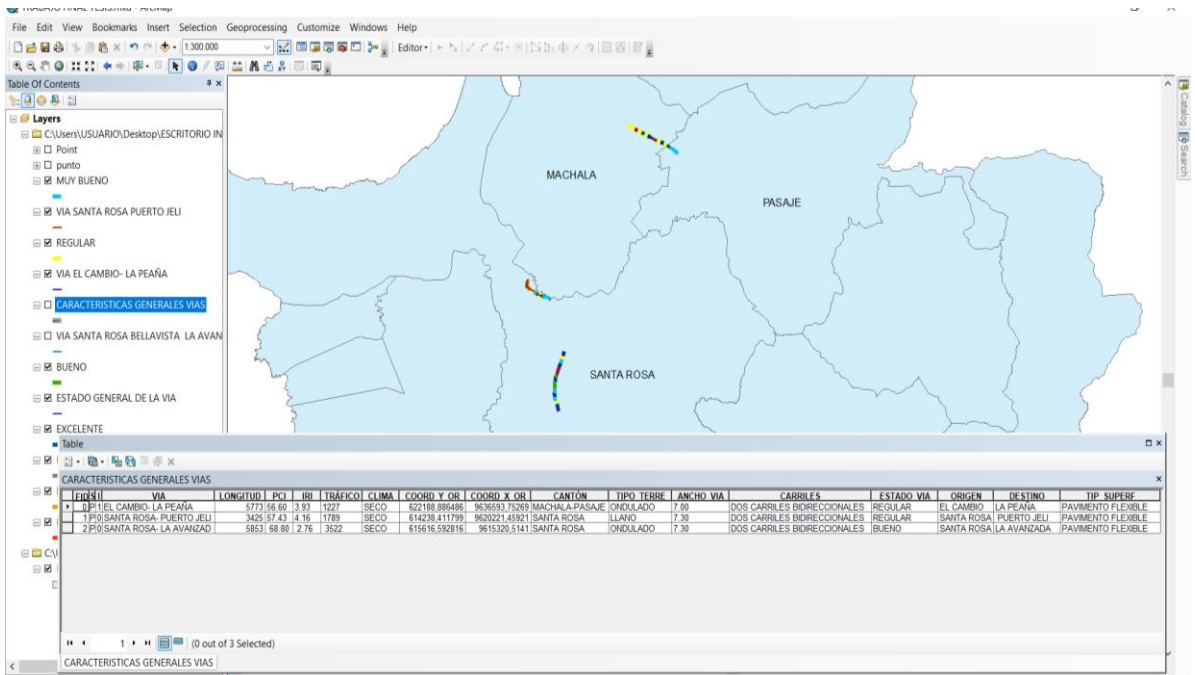 TRABAJO FINAL TESIS.mxd - ArcMap
File Edit View Bookmarks Insert Selection Geoprocessing Customize Windows Help
1:300.000
Editor
Table Of Contents
Layers
C:\Users\USUARIO\Desktop\ESCRITORIO IN
Point
punto
MUY BUENO
VIA SANTA ROSA PUERTO JELI
REGULAR
VIA EL CAMBIO- LA PEAÑA
CARACTERISTICAS GENERALES VIAS
VIA SANTA ROSA BELLAVISTA LA AVAN
BUENO
ESTADO GENERAL DE LA VIA
EXCELENTE
MACHALA
PASAJE
SANTA ROSA
Catalog
Search
Table
CARACTERISTICAS GENERALES VIAS
FID S I VIA LONGITUD PCI IRI TRÁFICO CLIMA COORD Y OR COORD X OR CANTÓN TIPO TERRE ANCHO VIA CARRILES ESTADO VIA ORIGEN DESTINO TIP SUPERF
0 P 1 EL CAMBIO- LA PEAÑA 5773 56.60 3.93 1227 SECO 622188,886486 9636593,75269 MACHALA-PASAJE ONDULADO 7.00 DOS CARRILES BIDIRECCIONALES REGULAR EL CAMBIO LA PEAÑA PAVIMENTO FLEXIBLE
1 P 0 SANTA ROSA- PUERTO JELI 3425 57.43 4.16 1789 SECO 614238,411799 9620221,45921 SANTA ROSA LLANO 7.30 DOS CARRILES BIDIRECCIONALES REGULAR SANTA ROSA PUERTO JELI PAVIMENTO FLEXIBLE
2 P 0 SANTA ROSA- LA AVANZAD 5853 68.80 2.76 3522 SECO 615616,592816 9615320,5141 SANTA ROSA ONDULADO 7.30 DOS CARRILES BIDIRECCIONALES BUENO SANTA ROSA LA AVANZADA PAVIMENTO FLEXIBLE
1
(0 out of 3 Selected)
CARACTERISTICAS GENERALES VIAS